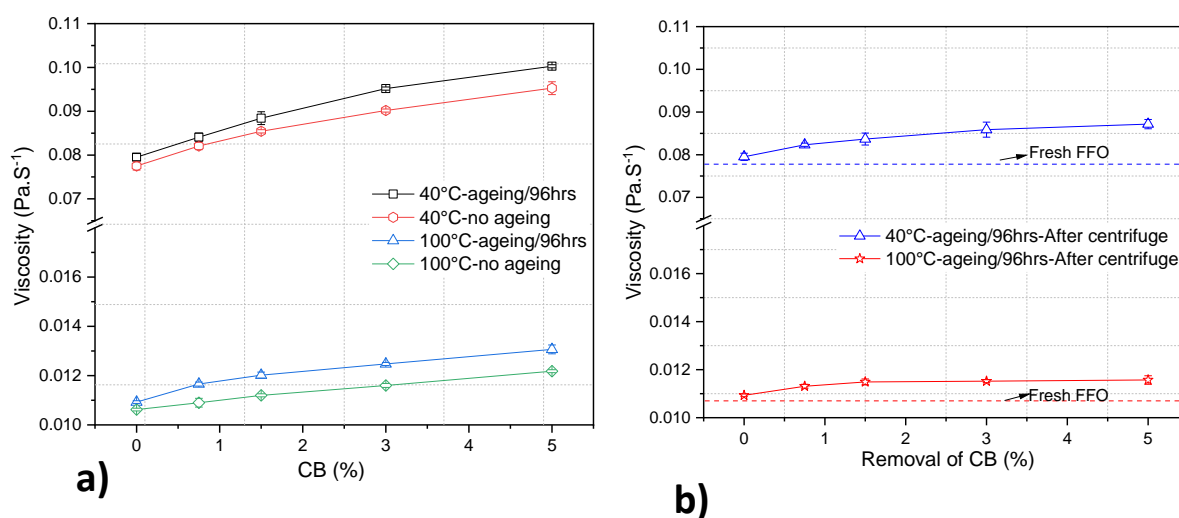 0.11
0.10
0.09
0.08
0.07
0.016
0.014
0.012
0.010
Viscosity (Pa.S-1)
40°C-ageing/96hrs
40°C-no ageing
100°C-ageing/96hrs
100°C-no ageing
0 1 2 3 4 5
CB (%)
a)
0.11
0.10
0.09
0.08
0.07
0.016
0.014
0.012
0.010
Viscosity (Pa.S-1)
Fresh FFO
40°C-ageing/96hrs-After centrifuge
100°C-ageing/96hrs-After centrifuge
Fresh FFO
0 1 2 3 4 5
Removal of CB (%)
b)